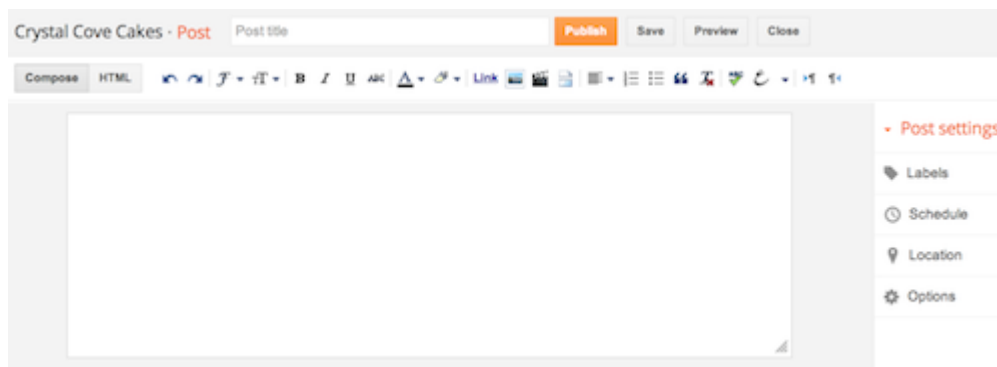 Crystal Cove Cakes · Post Post title Publish Save Preview Close
Compose HTML B I U ABC A Link
Post settings
Labels
Schedule
Location
Options